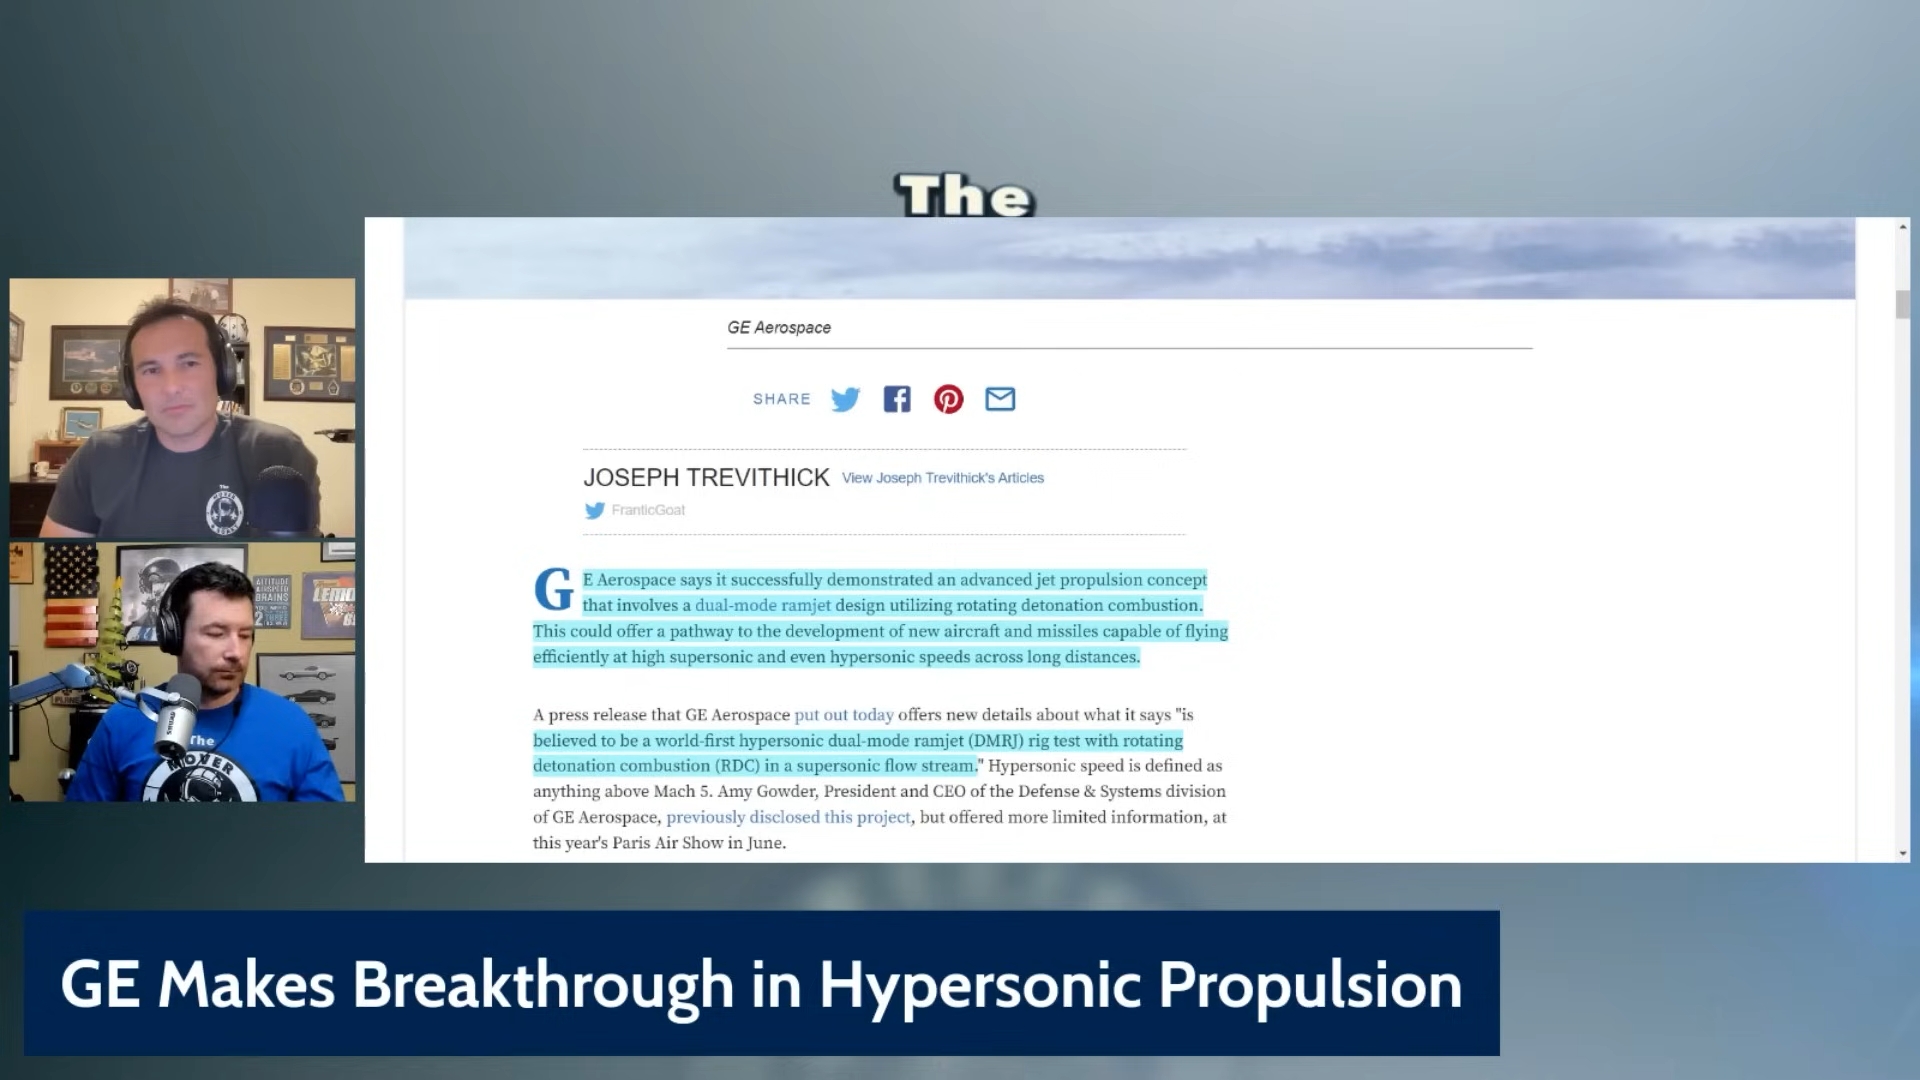 The
GE Aerospace
SHARE
JOSEPH TREVITHICK View Joseph Trevithick's Articles
FranticGoat
GE Aerospace says it successfully demonstrated an advanced jet propulsion concept
that involves a dual-mode ramjet design utilizing rotating detonation combustion.
This could offer a pathway to the development of new aircraft and missiles capable of flying
efficiently at high supersonic and even hypersonic speeds across long distances.
A press release that GE Aerospace put out today offers new details about what it says "is
believed to be a world-first hypersonic dual-mode ramjet (DMRJ) rig test with rotating
detonation combustion (RDC) in a supersonic flow stream." Hypersonic speed is defined as
anything above Mach 5. Amy Gowder, President and CEO of the Defense & Systems division
of GE Aerospace, previously disclosed this project, but offered more limited information, at
this year's Paris Air Show in June.
ALTITUDE
AIRSPEED
BRAINS
LEMO
SHURE
The
MOVER
GE Makes Breakthrough in Hypersonic Propulsion